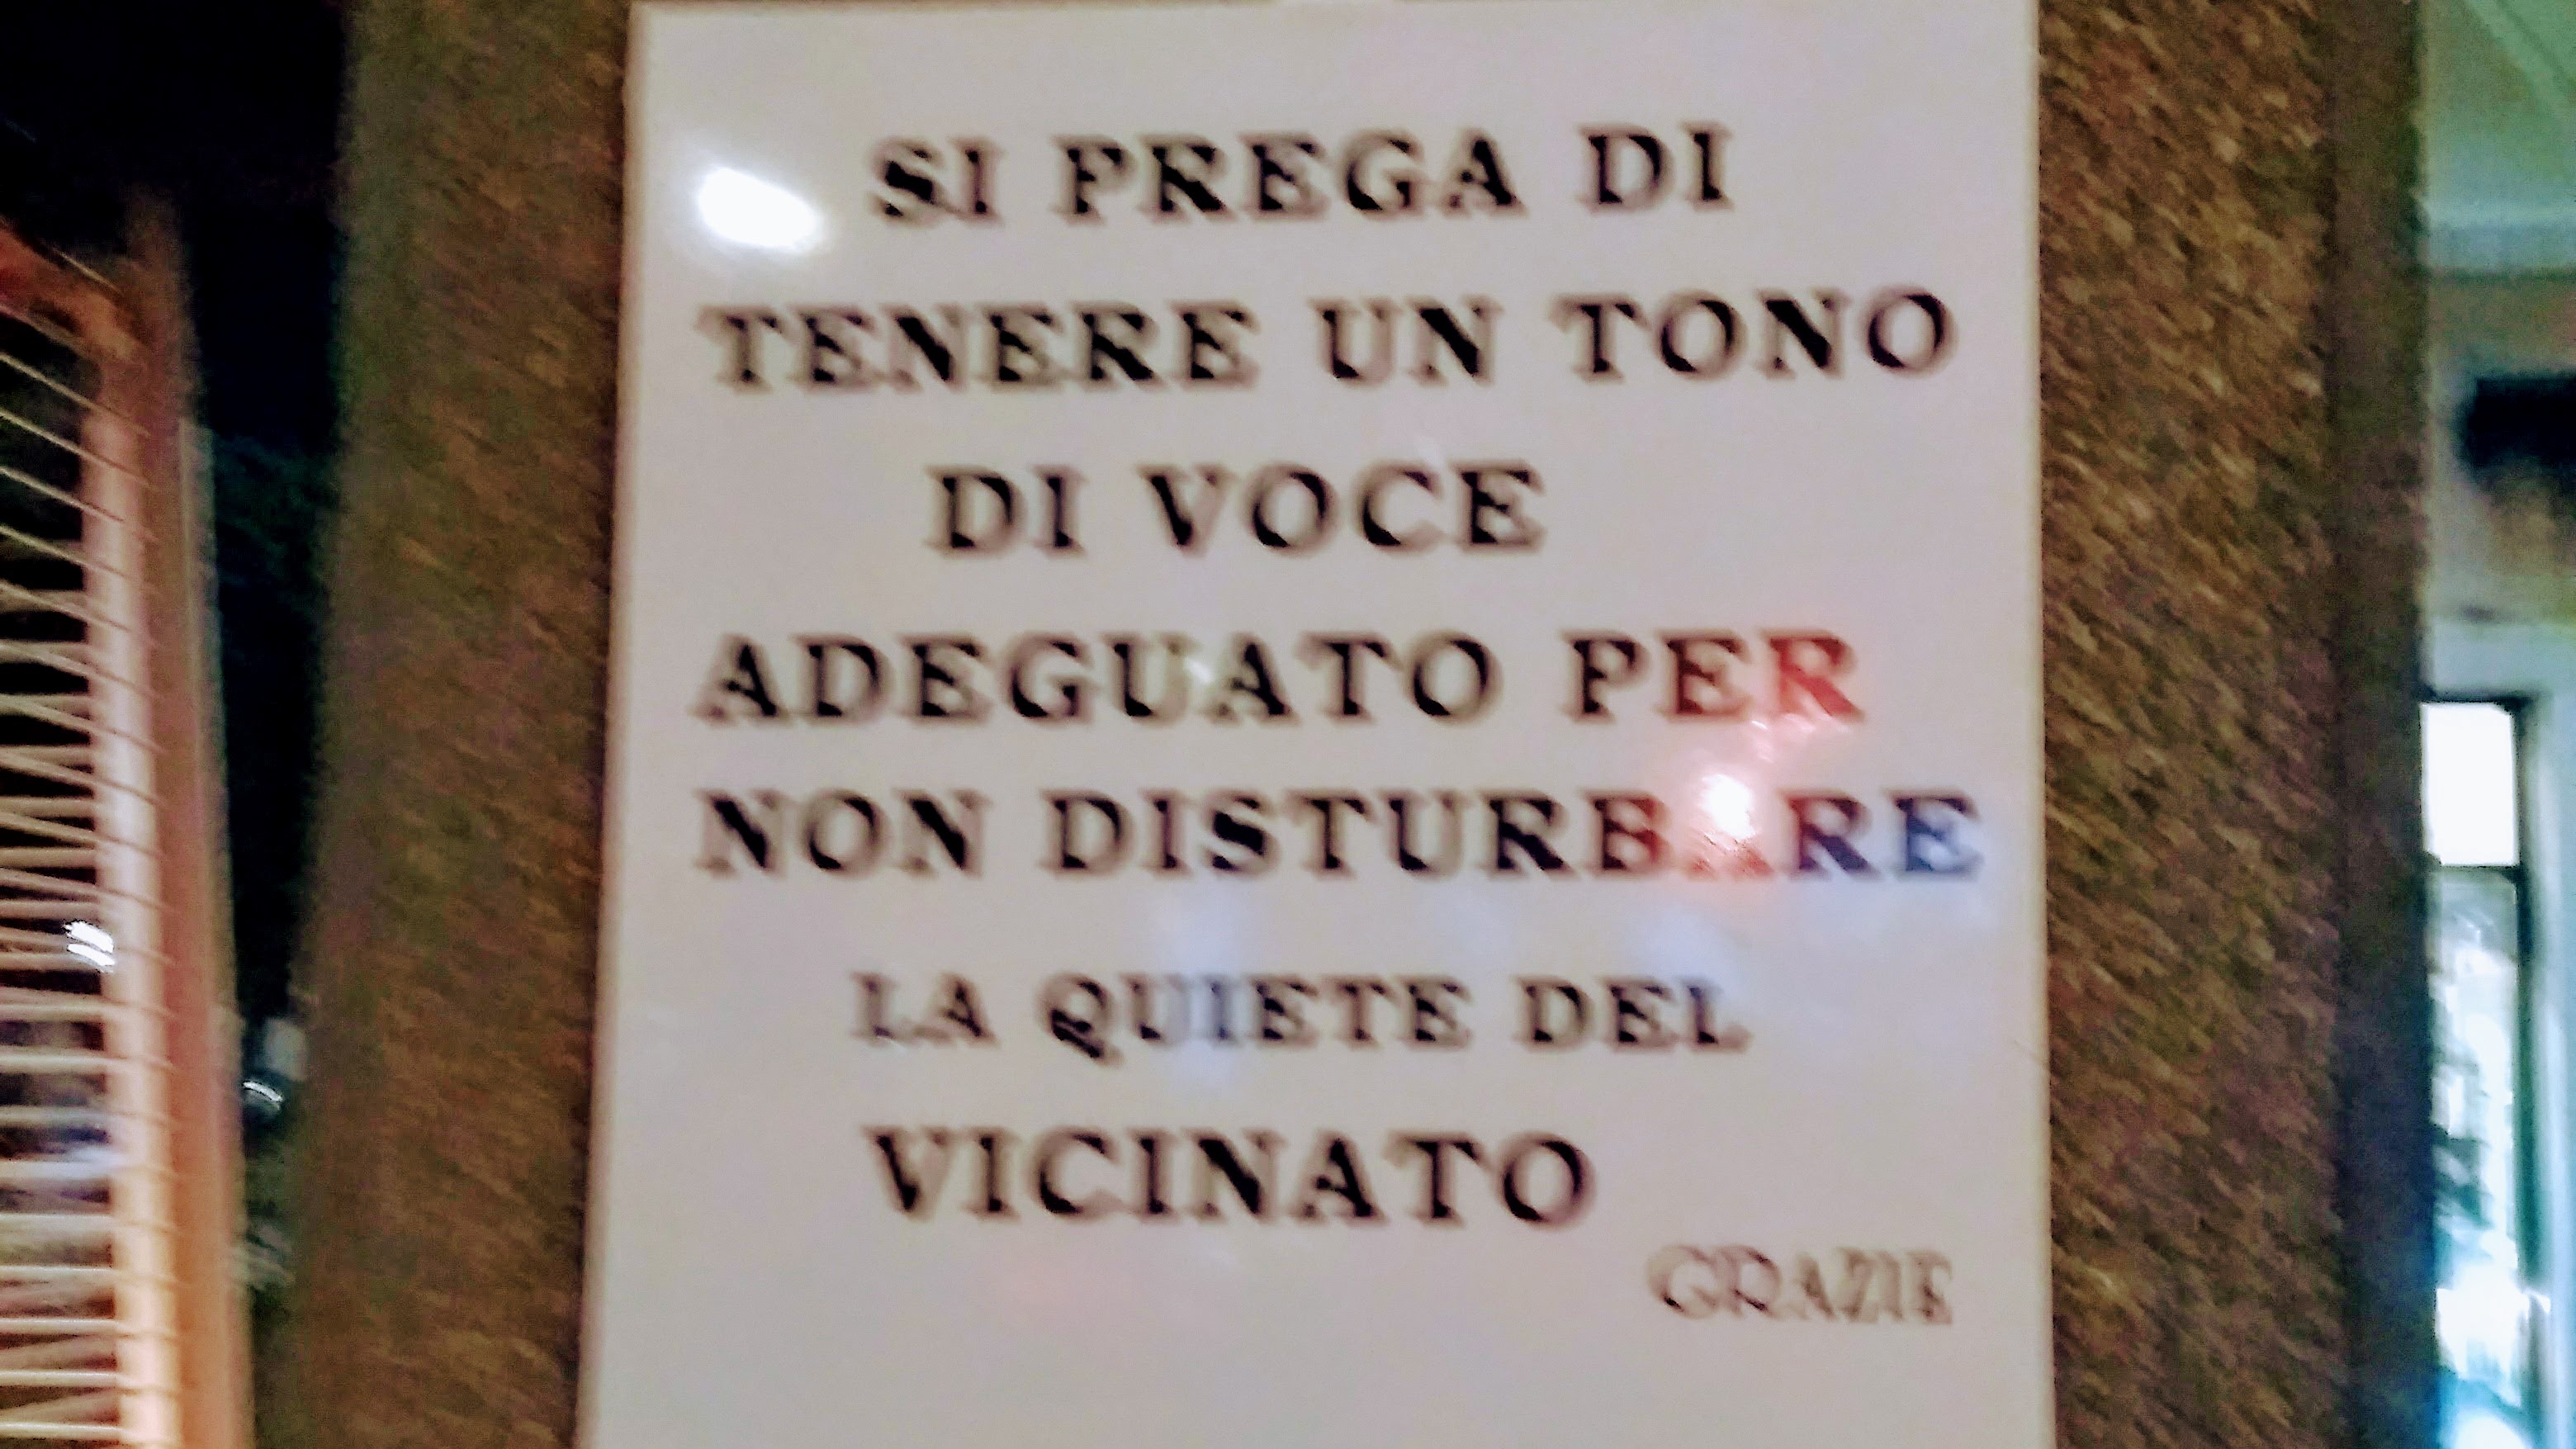 SI PREGA DI
TENERE UN TONO
DI VOCE
ADEGUATO PER
NON DISTURBARE
LA QUIETE DEL
VICINATO
GRAZIE